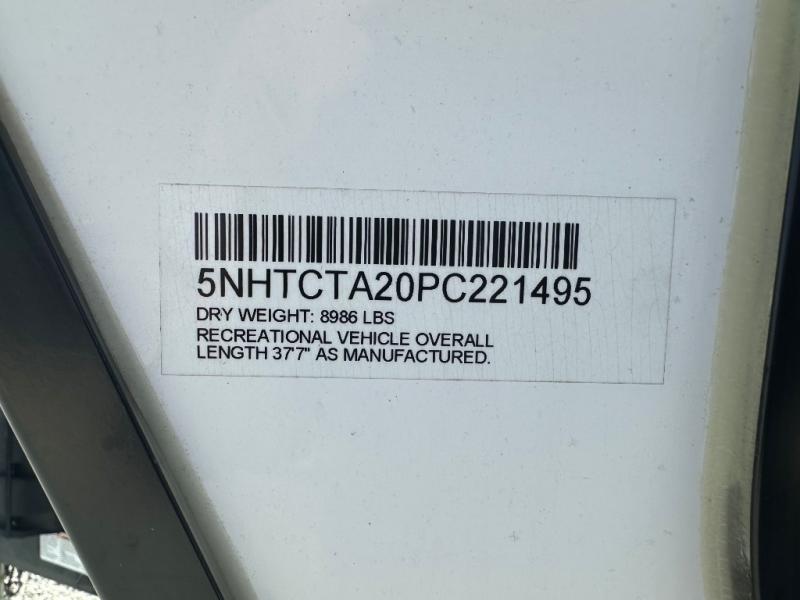 5NHTCTA20PC221495
DRY WEIGHT: 8986 LBS
RECREATIONAL VEHICLE OVERALL
LENGTH 37'7" AS MANUFACTURED.